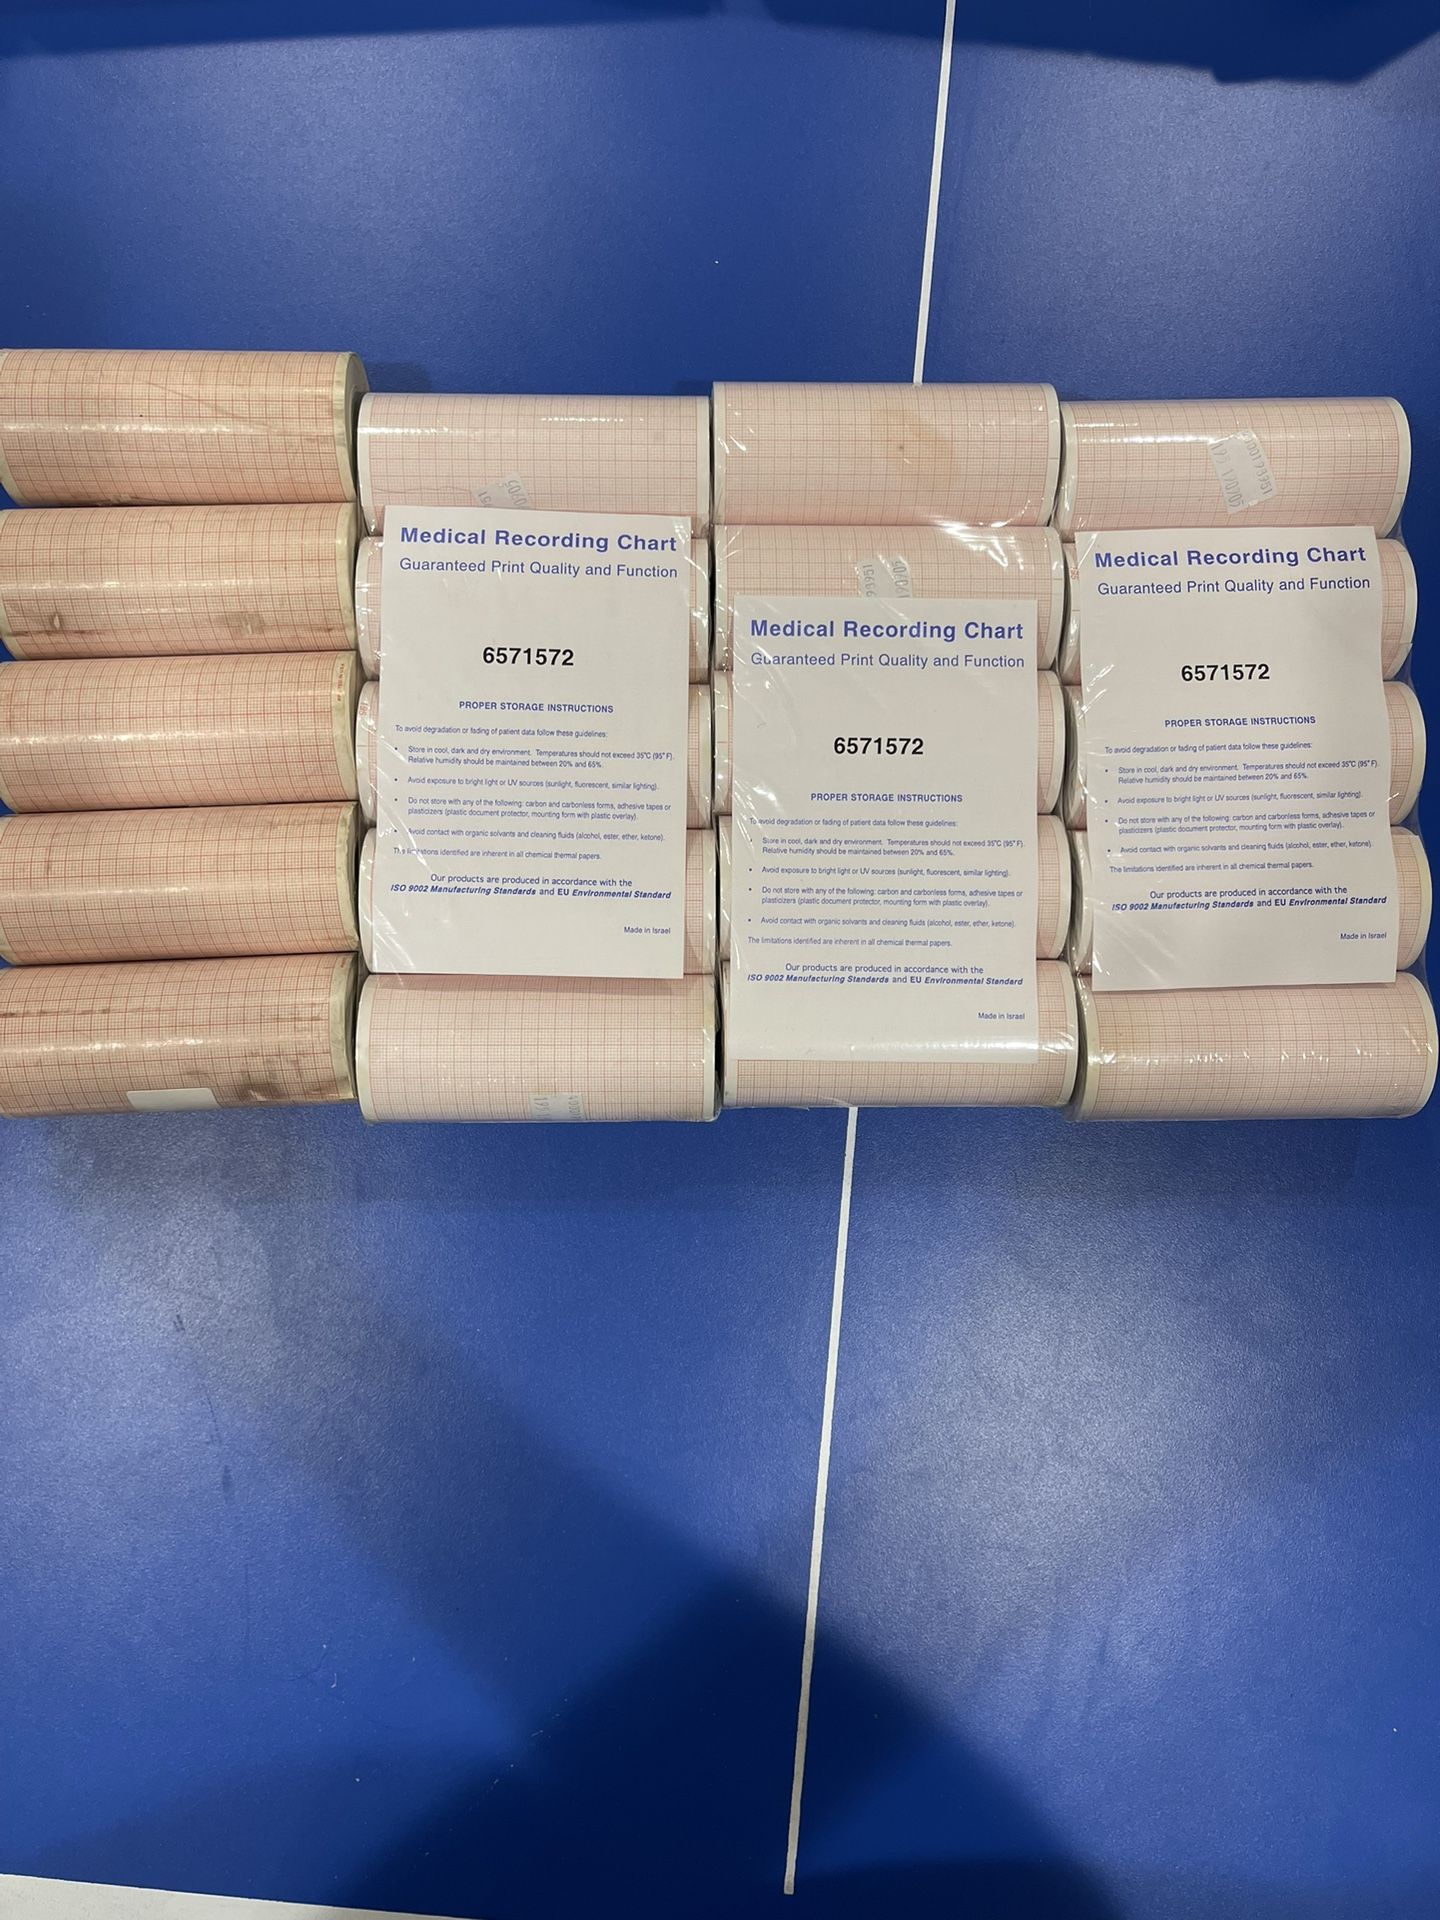 Medical Recording Chart
Guaranteed Print Quality and Function
6571572
PROPER STORAGE INSTRUCTIONS
To avoid degradation or fading of patient data follow these guidelines:
• Store in cool, dark and dry environment. Temperatures should not exceed 35°C (95° F).
Relative humidity should be maintained between 20% and 65%.
• Avoid exposure to bright light or UV sources (sunlight, fluorescent, similar lighting).
• Do not store with any of the following: carbon and carbonless forms, adhesive tapes or
plasticizers (plastic document protector, mounting form with plastic overlay).
• Avoid contact with organic solvants and cleaning fluids (alcohol, ester, ether, ketone).
The limitations identified are inherent in all chemical thermal papers.
Our products are produced in accordance with the
ISO 9002 Manufacturing Standards and EU Environmental Standard
Made in Israel
Medical Recording Chart
Guaranteed Print Quality and Function
6571572
PROPER STORAGE INSTRUCTIONS
To avoid degradation or fading of patient data follow these guidelines:
• Store in cool, dark and dry environment. Temperatures should not exceed 35°C (95° F).
Relative humidity should be maintained between 20% and 65%.
• Avoid exposure to bright light or UV sources (sunlight, fluorescent, similar lighting).
• Do not store with any of the following: carbon and carbonless forms, adhesive tapes or
plasticizers (plastic document protector, mounting form with plastic overlay).
• Avoid contact with organic solvants and cleaning fluids (alcohol, ester, ether, ketone).
The limitations identified are inherent in all chemical thermal papers.
Our products are produced in accordance with the
ISO 9002 Manufacturing Standards and EU Environmental Standard
Made in Israel
Medical Recording Chart
Guaranteed Print Quality and Function
6571572
PROPER STORAGE INSTRUCTIONS
To avoid degradation or fading of patient data follow these guidelines:
• Store in cool, dark and dry environment. Temperatures should not exceed 35°C (95° F).
Relative humidity should be maintained between 20% and 65%.
• Avoid exposure to bright light or UV sources (sunlight, fluorescent, similar lighting).
• Do not store with any of the following: carbon and carbonless forms, adhesive tapes or
plasticizers (plastic document protector, mounting form with plastic overlay).
• Avoid contact with organic solvants and cleaning fluids (alcohol, ester, ether, ketone).
The limitations identified are inherent in all chemical thermal papers.
Our products are produced in accordance with the
ISO 9002 Manufacturing Standards and EU Environmental Standard
Made in Israel